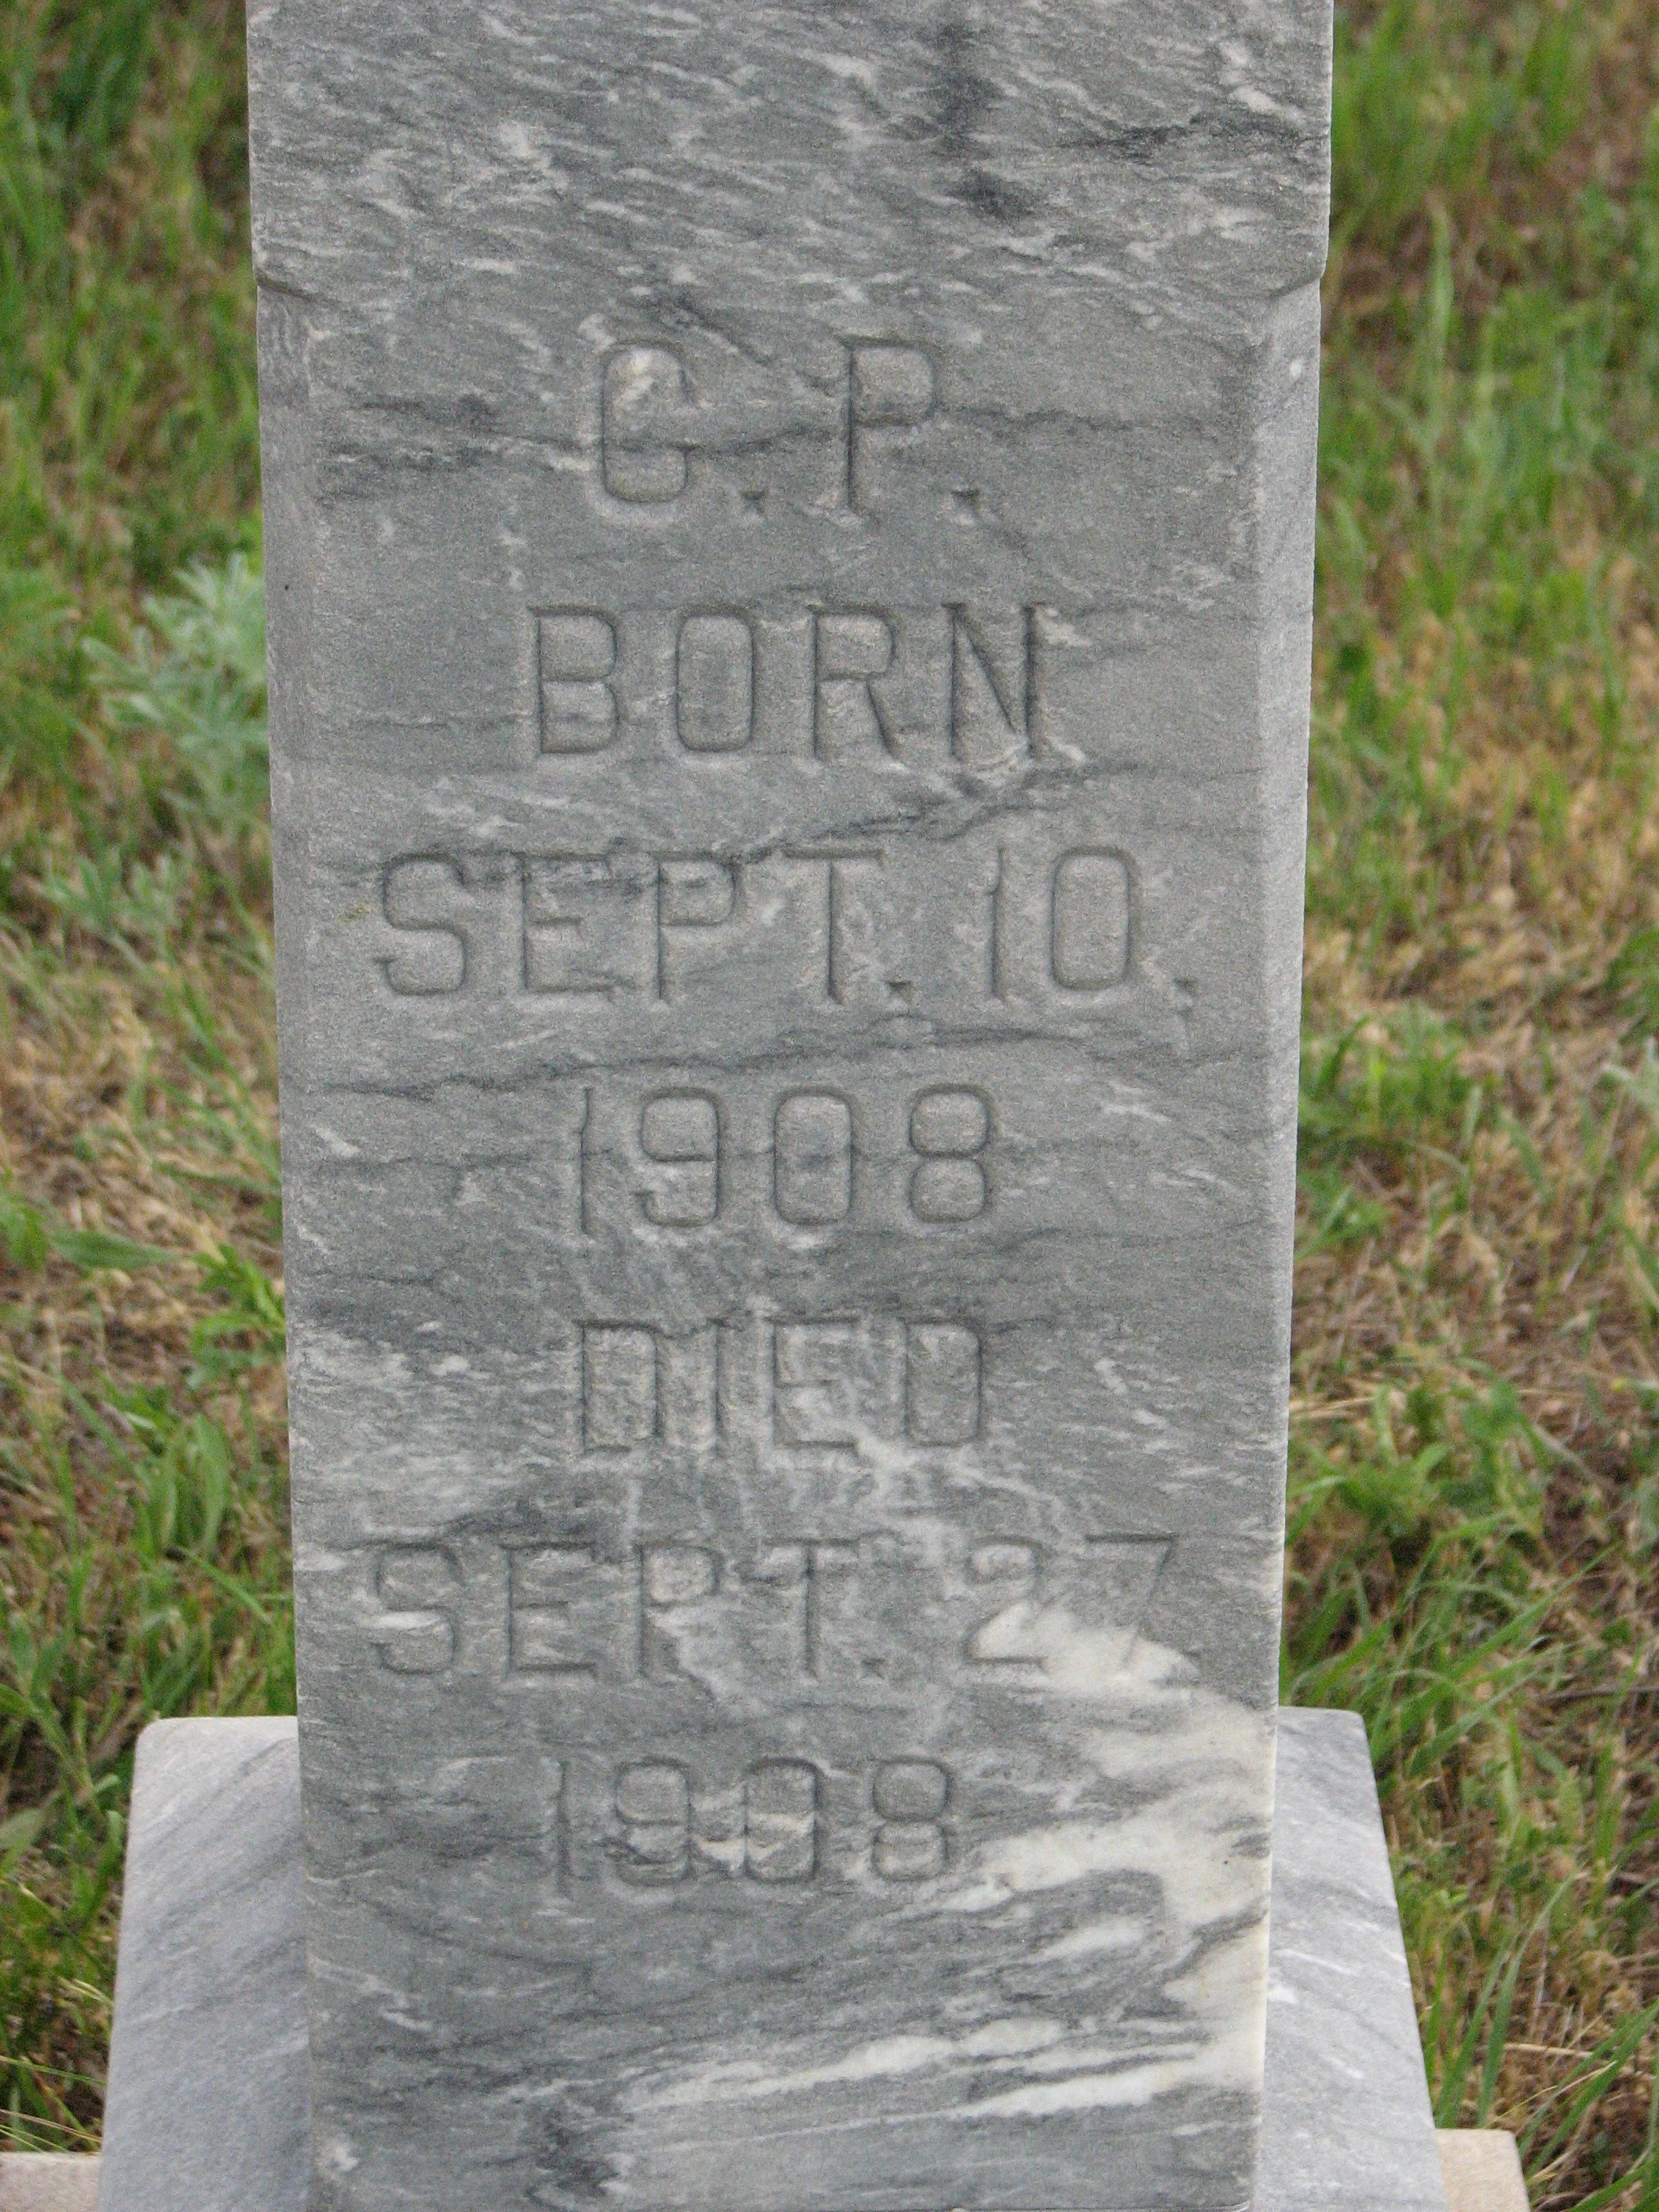 C. P.
BORN
SEPT. 10,
1908
DIED
SEPT. 27
1908